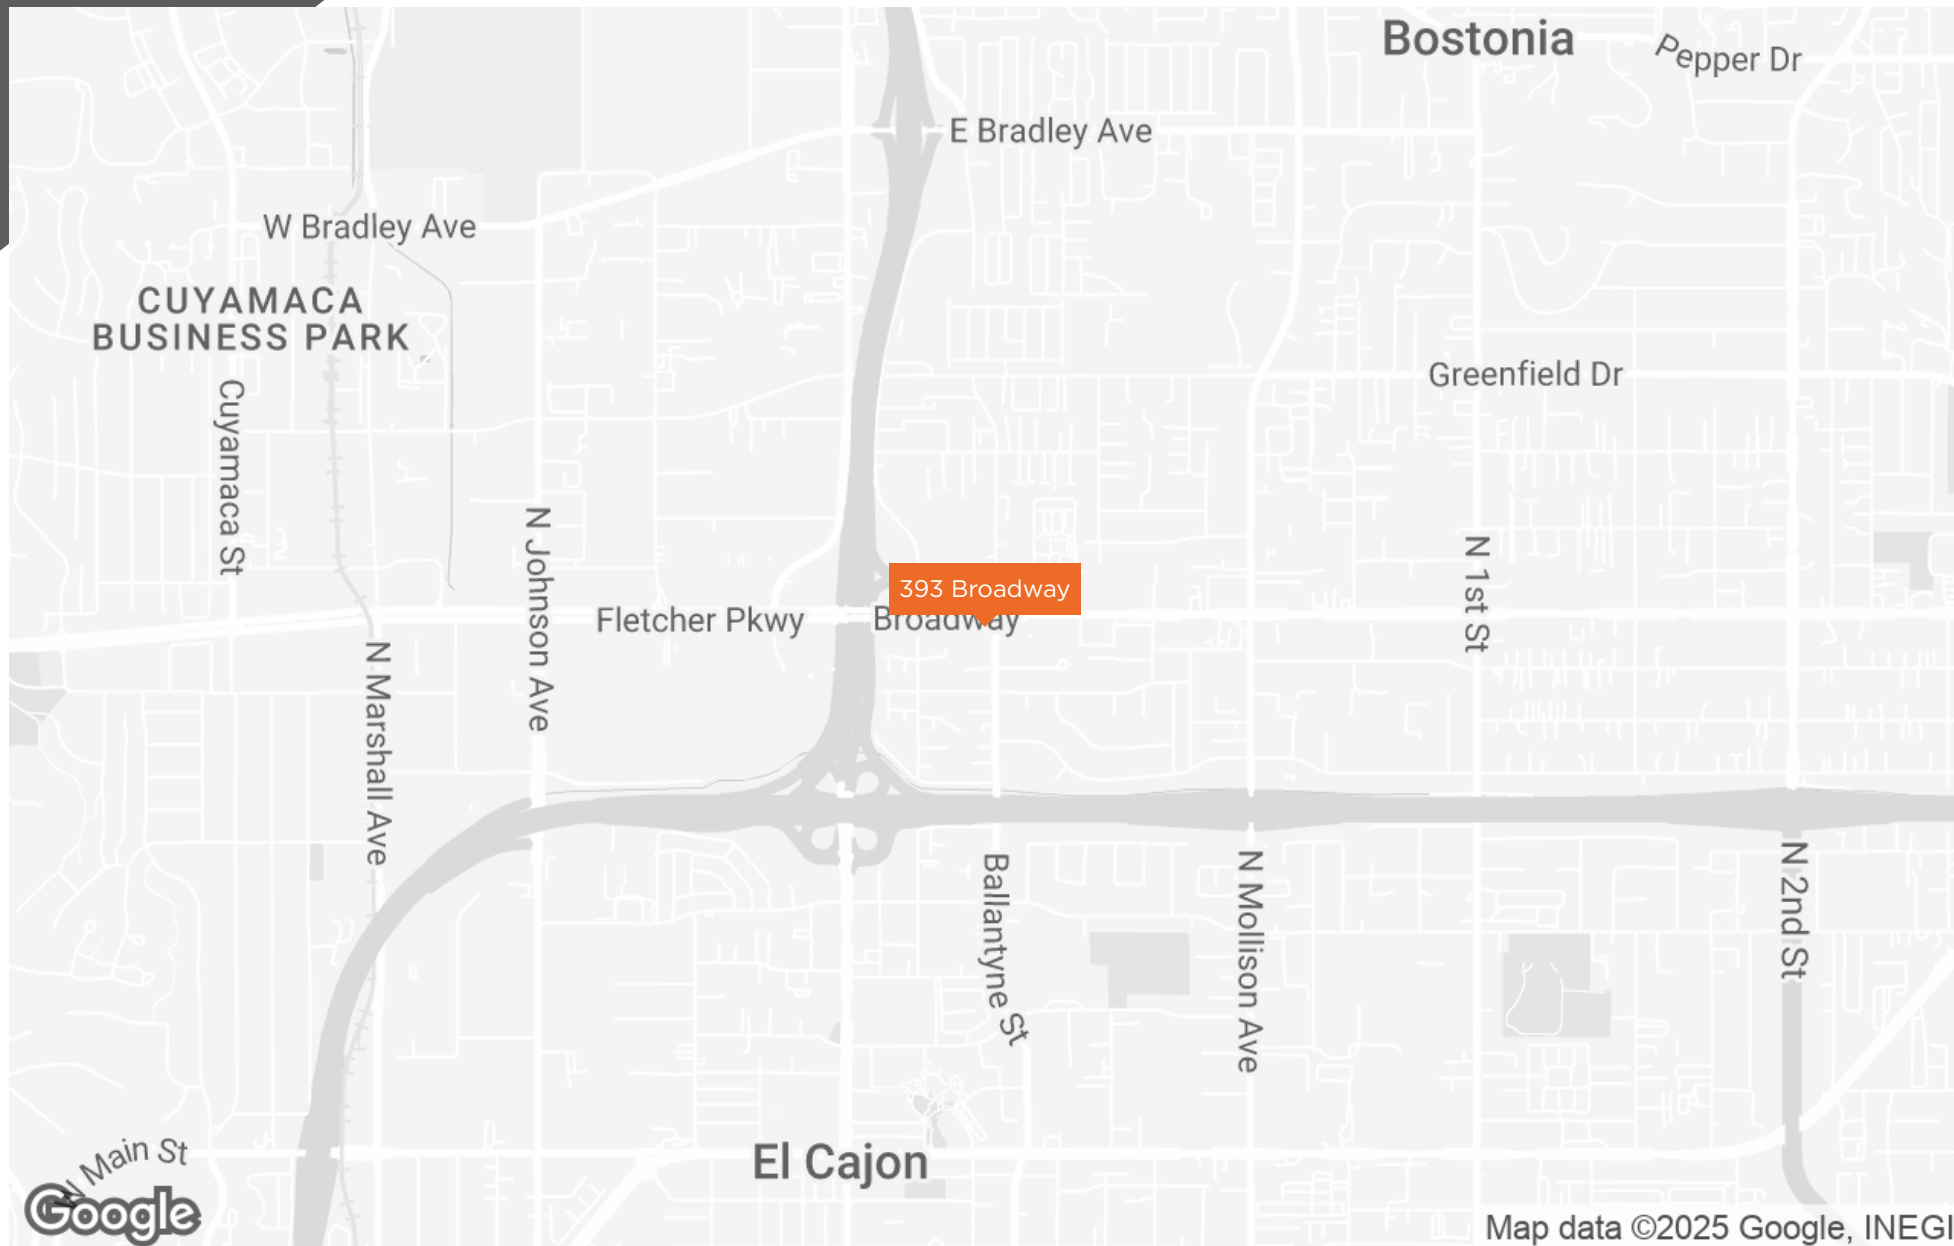 Bostonia
Pepper Dr
E Bradley Ave
W Bradley Ave
CUYAMACA
BUSINESS PARK
Greenfield Dr
Cuyamaca St
N Johnson Ave
N 1st St
393 Broadway
Fletcher Pkwy
Broadway
N Marshall Ave
Ballantyne St
N Mollison Ave
N 2nd St
W Main St
El Cajon
Google
Map data ©2025 Google, INEGI